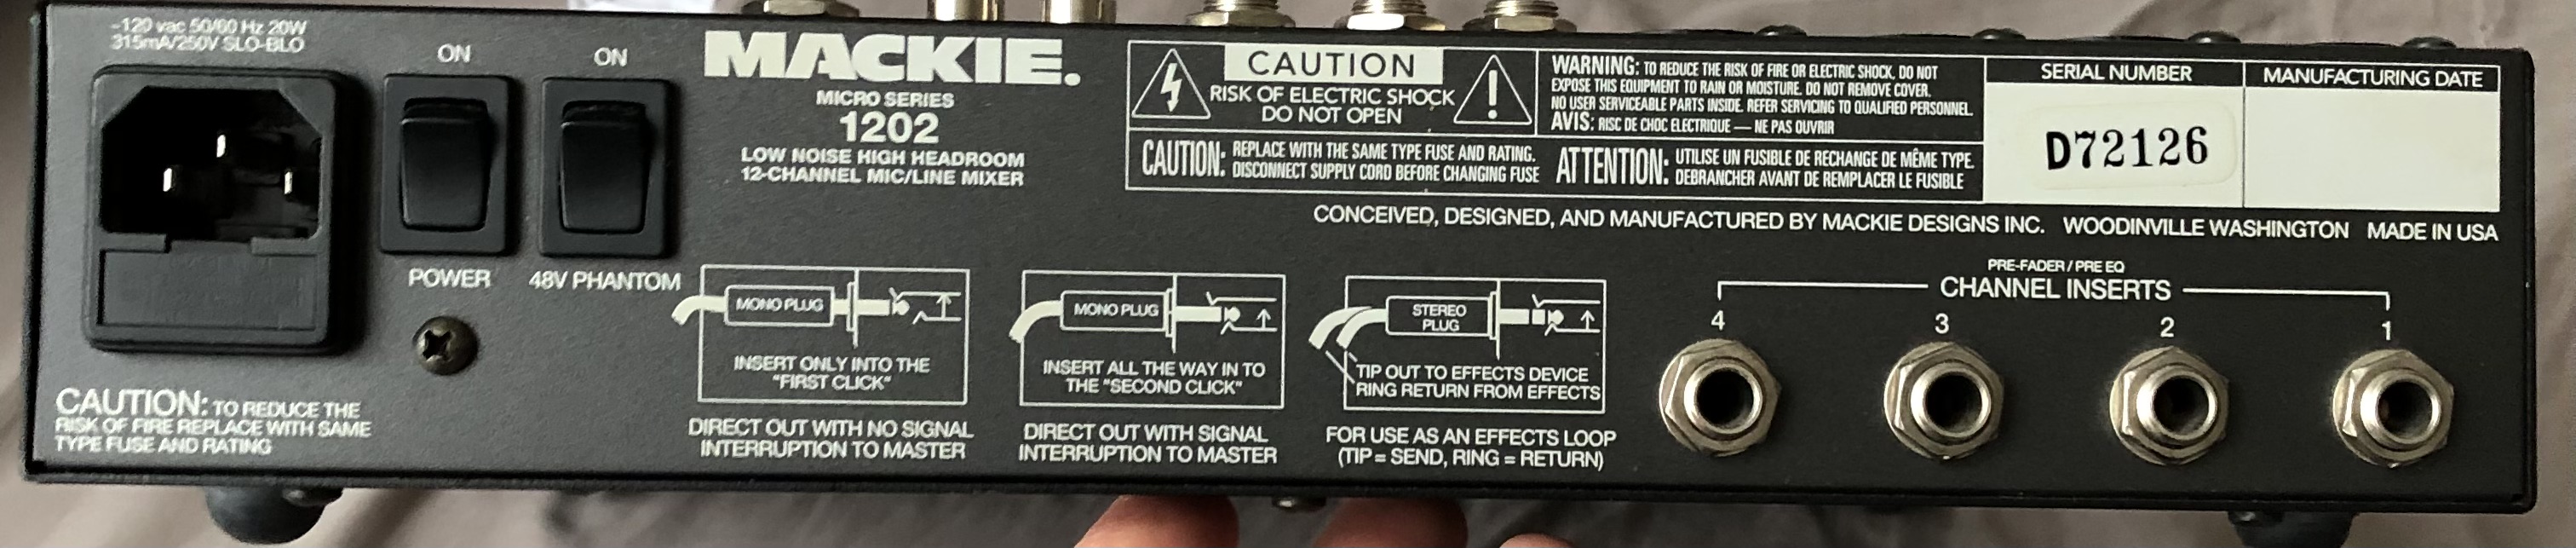 ~120 vac 50/60 Hz 20W
315mA/250V SLO-BLO
ON
POWER
ON
48V PHANTOM
CAUTION: TO REDUCE THE
RISK OF FIRE REPLACE WITH SAME
TYPE FUSE AND RATING
MACKIE.
MICRO SERIES
1202
LOW NOISE HIGH HEADROOM
12-CHANNEL MIC/LINE MIXER
CAUTION
RISK OF ELECTRIC SHOCK
DO NOT OPEN
WARNING: TO REDUCE THE RISK OF FIRE OR ELECTRIC SHOCK, DO NOT
EXPOSE THIS EQUIPMENT TO RAIN OR MOISTURE. DO NOT REMOVE COVER.
NO USER SERVICEABLE PARTS INSIDE. REFER SERVICING TO QUALIFIED PERSONNEL.
AVIS: RISC DE CHOC ELECTRIQUE — NE PAS OUVRIR
CAUTION: REPLACE WITH THE SAME TYPE FUSE AND RATING.
DISCONNECT SUPPLY CORD BEFORE CHANGING FUSE
ATTENTION: UTILISE UN FUSIBLE DE RECHANGE DE MÊME TYPE.
DEBRANCHER AVANT DE REMPLACER LE FUSIBLE
SERIAL NUMBER
D72126
MANUFACTURING DATE
CONCEIVED, DESIGNED, AND MANUFACTURED BY MACKIE DESIGNS INC. WOODINVILLE WASHINGTON MADE IN USA
MONO PLUG
INSERT ONLY INTO THE
"FIRST CLICK"
DIRECT OUT WITH NO SIGNAL
INTERRUPTION TO MASTER
MONO PLUG
INSERT ALL THE WAY IN TO
THE "SECOND CLICK"
DIRECT OUT WITH SIGNAL
INTERRUPTION TO MASTER
STEREO
PLUG
TIP OUT TO EFFECTS DEVICE
RING RETURN FROM EFFECTS
FOR USE AS AN EFFECTS LOOP
(TIP = SEND, RING = RETURN)
PRE-FADER / PRE EQ
CHANNEL INSERTS
4 3 2 1